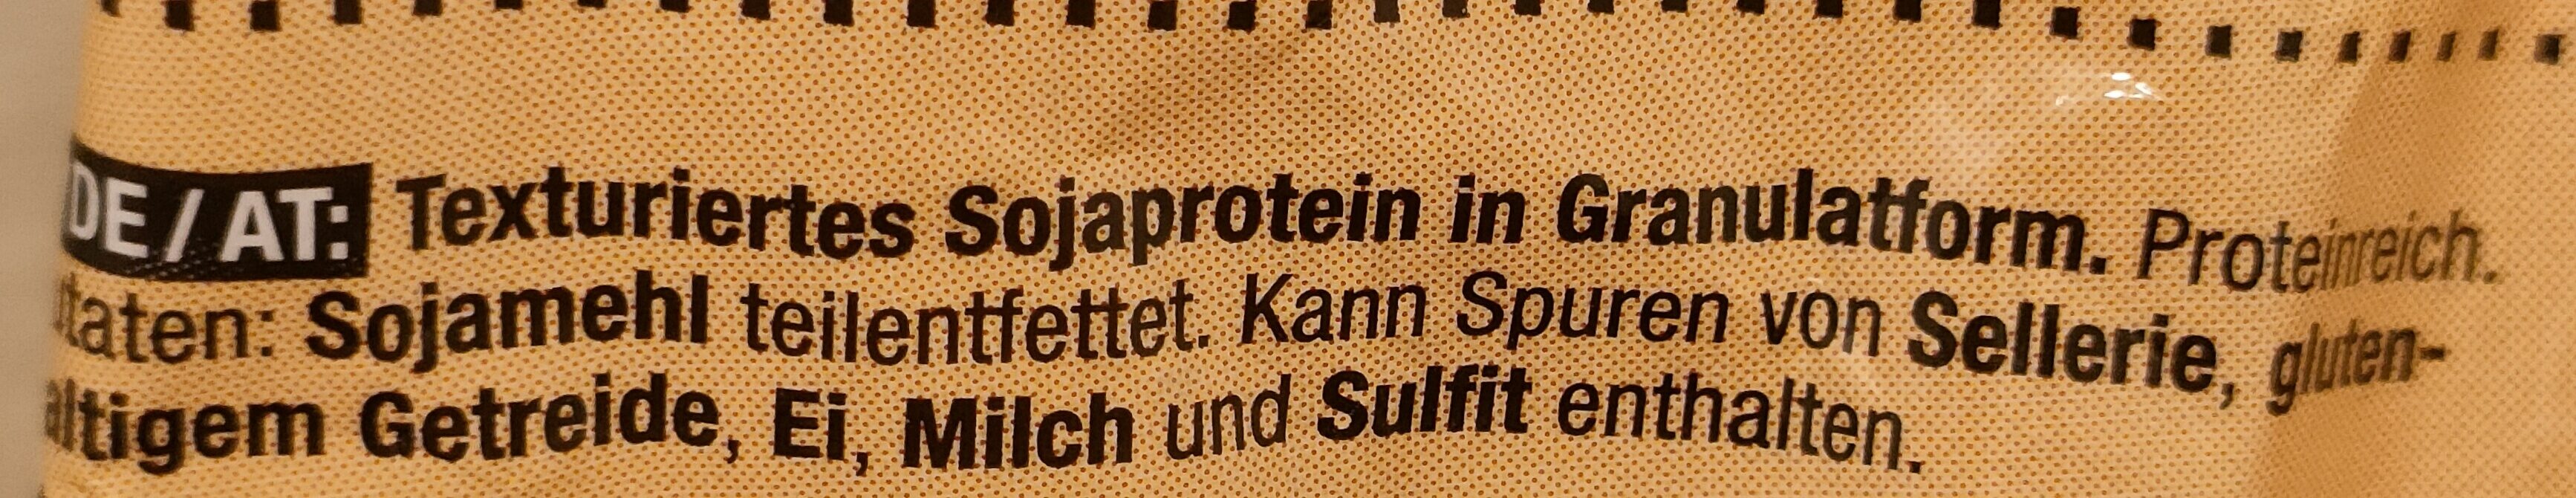 DE / AT: Texturiertes Sojaprotein in Granulatform. Proteinreich.
taten: Sojamehl teilentfettet. Kann Spuren von Sellerie, gluten-
altigem Getreide, Ei, Milch und Sulfit enthalten.